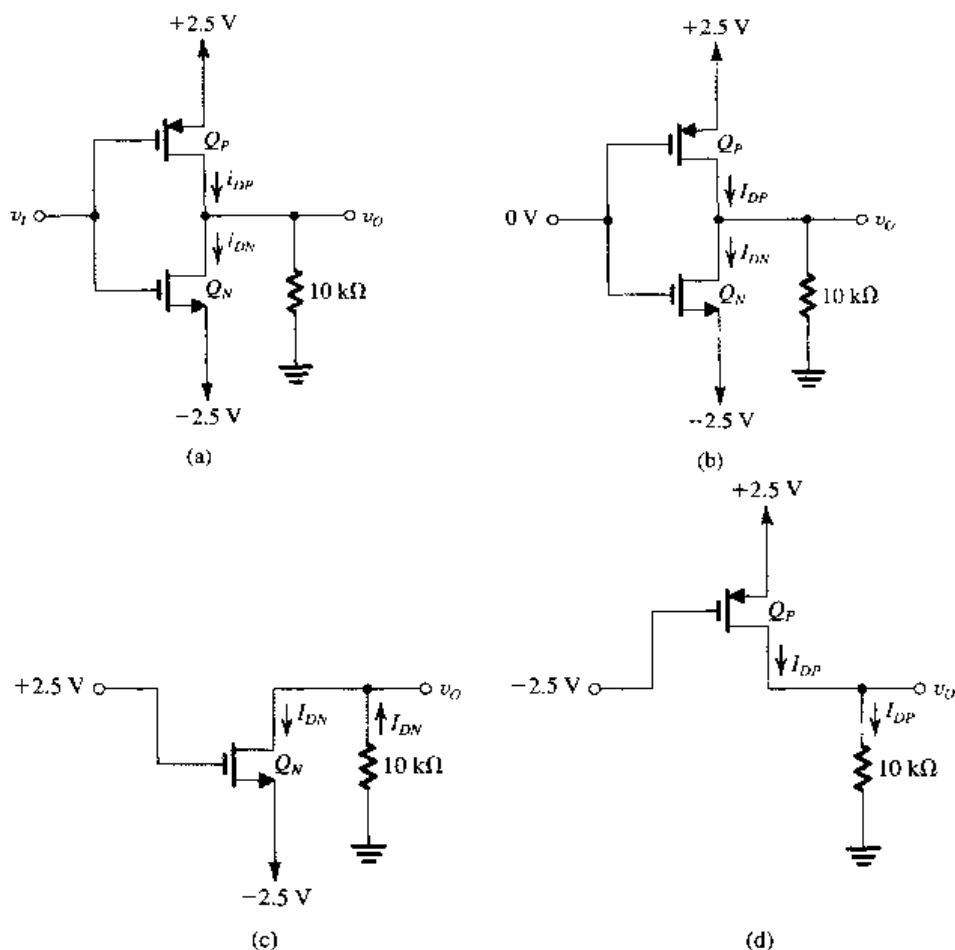 +2.5 V
Q_P
i_DP
v_I
v_O
i_DN
Q_N
10 kΩ
−2.5 V
(a)
+2.5 V
Q_P
I_DP
0 V
v_O
I_DN
Q_N
10 kΩ
−2.5 V
(b)
+2.5 V
v_O
I_DN
I_DN
Q_N
10 kΩ
−2.5 V
(c)
+2.5 V
Q_P
−2.5 V
I_DP
v_O
I_DP
10 kΩ
(d)